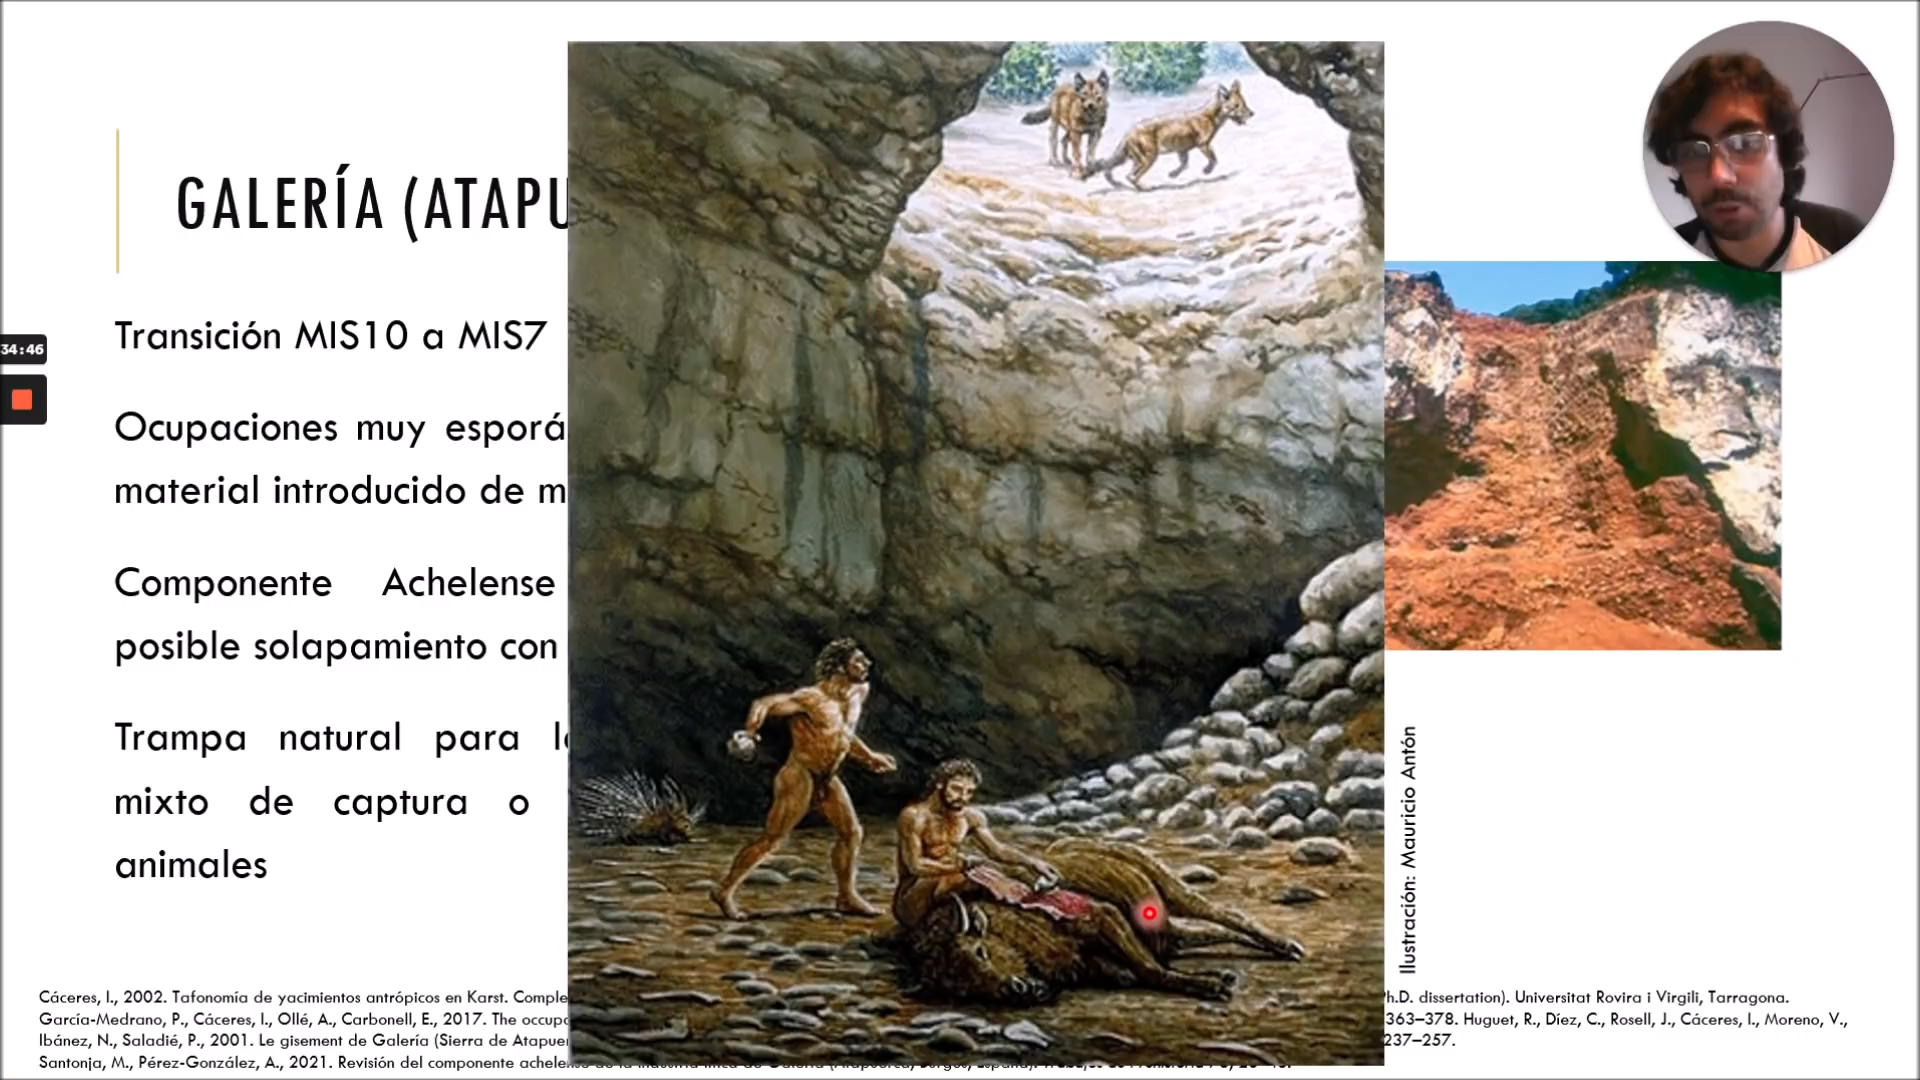 GALERÍA (ATAPU
34:46
Transición MIS10 a MIS7
Ocupaciones muy esporá
material introducido de m
Componente Achelense
posible solapamiento con
Trampa natural para
mixto de captura o
animales
Ilustración: Mauricio Antón
Cáceres, I., 2002. Tafonomía de yacimientos antrópicos en Karst. Comple
Ph.D. dissertation). Universitat Rovira i Virgili, Tarragona.
García-Medrano, P., Cáceres, I., Ollé, A., Carbonell, E., 2017. The occupa
363–378. Huguet, R., Díez, C., Rosell, J., Cáceres, I., Moreno, V.,
Ibánez, N., Saladié, P., 2001. Le gisement de Galería (Sierra de Atapuer
237–257.
Santonja, M., Pérez-González, A., 2021. Revisión del componente achelen